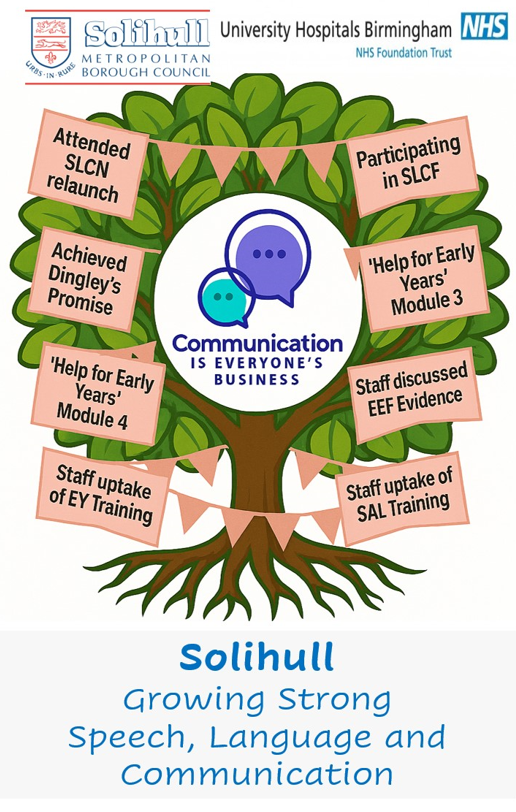 Solihull
METROPOLITAN
BOROUGH COUNCIL
URBS·IN·RURE
University Hospitals Birmingham
NHS
NHS Foundation Trust
Attended
SLCN
relaunch
Participating
in SLCF
Achieved
Dingley's
Promise
'Help for Early
Years'
Module 3
Communication
IS EVERYONE'S
BUSINESS
'Help for Early
Years'
Module 4
Staff discussed
EEF Evidence
Staff uptake
of EY Training
Staff uptake of
SAL Training
Solihull
Growing Strong
Speech, Language and
Communication